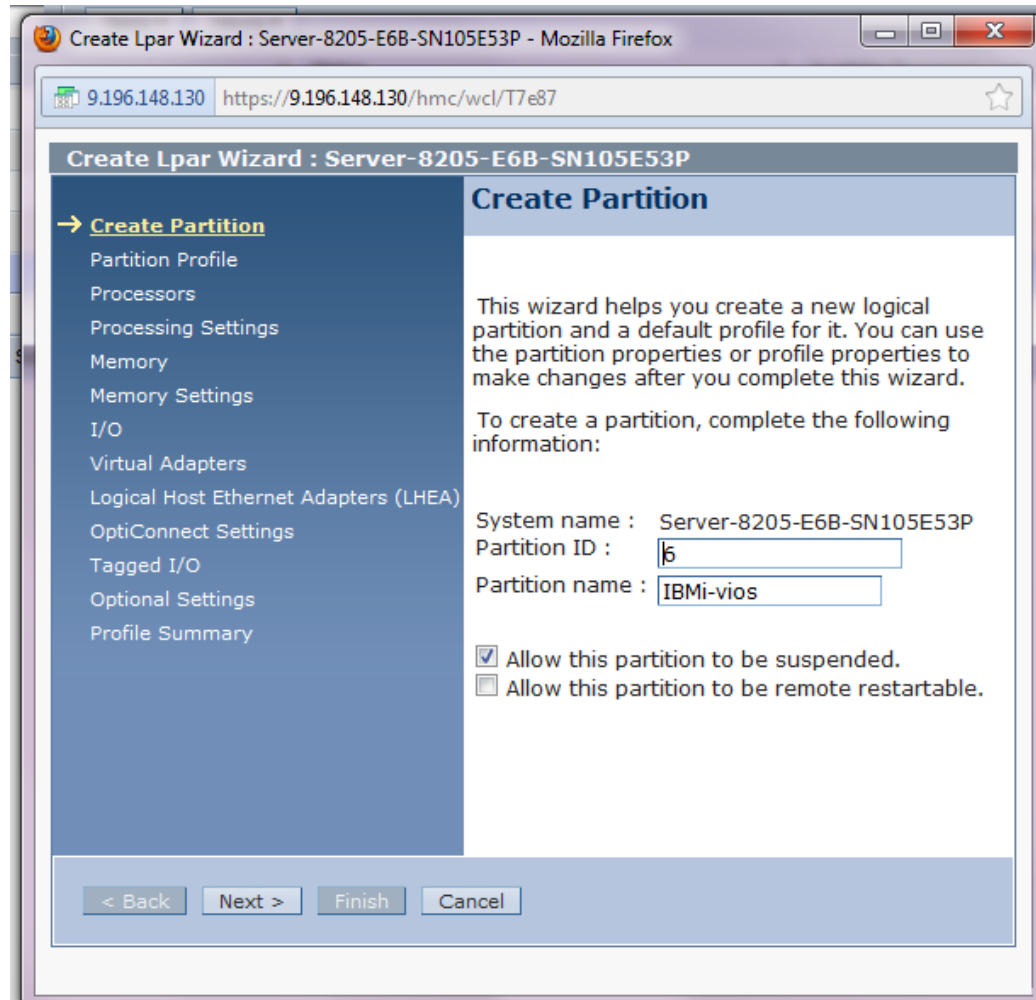 Create Lpar Wizard : Server-8205-E6B-SN105E53P - Mozilla Firefox
9.196.148.130 https://9.196.148.130/hmc/wcl/T7e87
Create Lpar Wizard : Server-8205-E6B-SN105E53P
Create Partition
Partition Profile
Processors
Processing Settings
Memory
Memory Settings
I/O
Virtual Adapters
Logical Host Ethernet Adapters (LHEA)
OptiConnect Settings
Tagged I/O
Optional Settings
Profile Summary
Create Partition
This wizard helps you create a new logical
partition and a default profile for it. You can use
the partition properties or profile properties to
make changes after you complete this wizard.
To create a partition, complete the following
information:
System name : Server-8205-E6B-SN105E53P
Partition ID : 6
Partition name : IBMi-vios
Allow this partition to be suspended.
Allow this partition to be remote restartable.
< Back Next > Finish Cancel